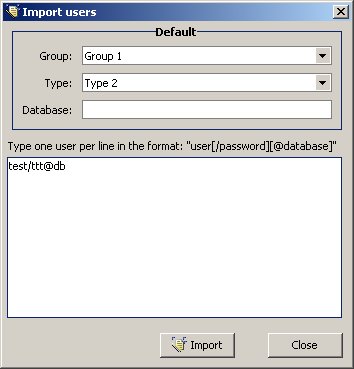 Import users
Default
Group: Group 1
Type: Type 2
Database:
Type one user per line in the format: "user[/password][@database]"
test/ttt@db
Import Close